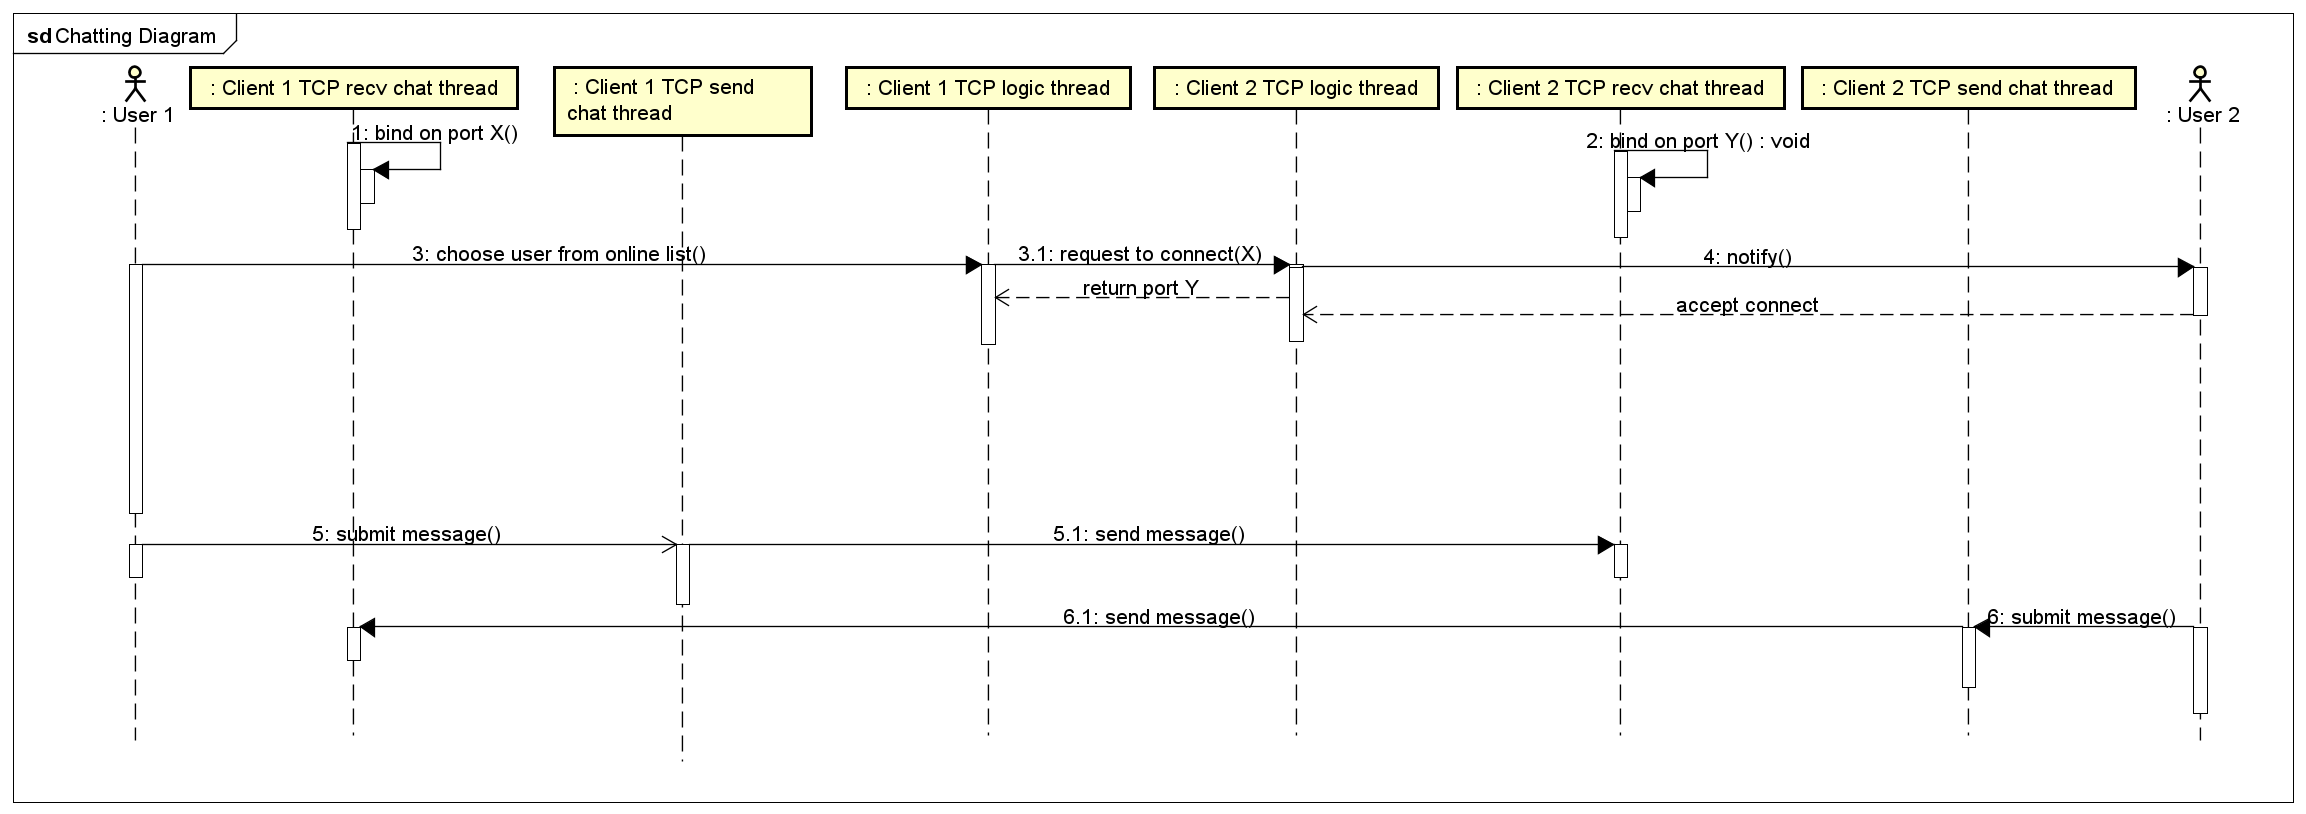 sd Chatting Diagram
: User 1
: Client 1 TCP recv chat thread
: Client 1 TCP send
chat thread
: Client 1 TCP logic thread
: Client 2 TCP logic thread
: Client 2 TCP recv chat thread
: Client 2 TCP send chat thread
: User 2
1: bind on port X()
2: bind on port Y() : void
3: choose user from online list()
3.1: request to connect(X)
4: notify()
return port Y
accept connect
5: submit message()
5.1: send message()
6.1: send message()
6: submit message()